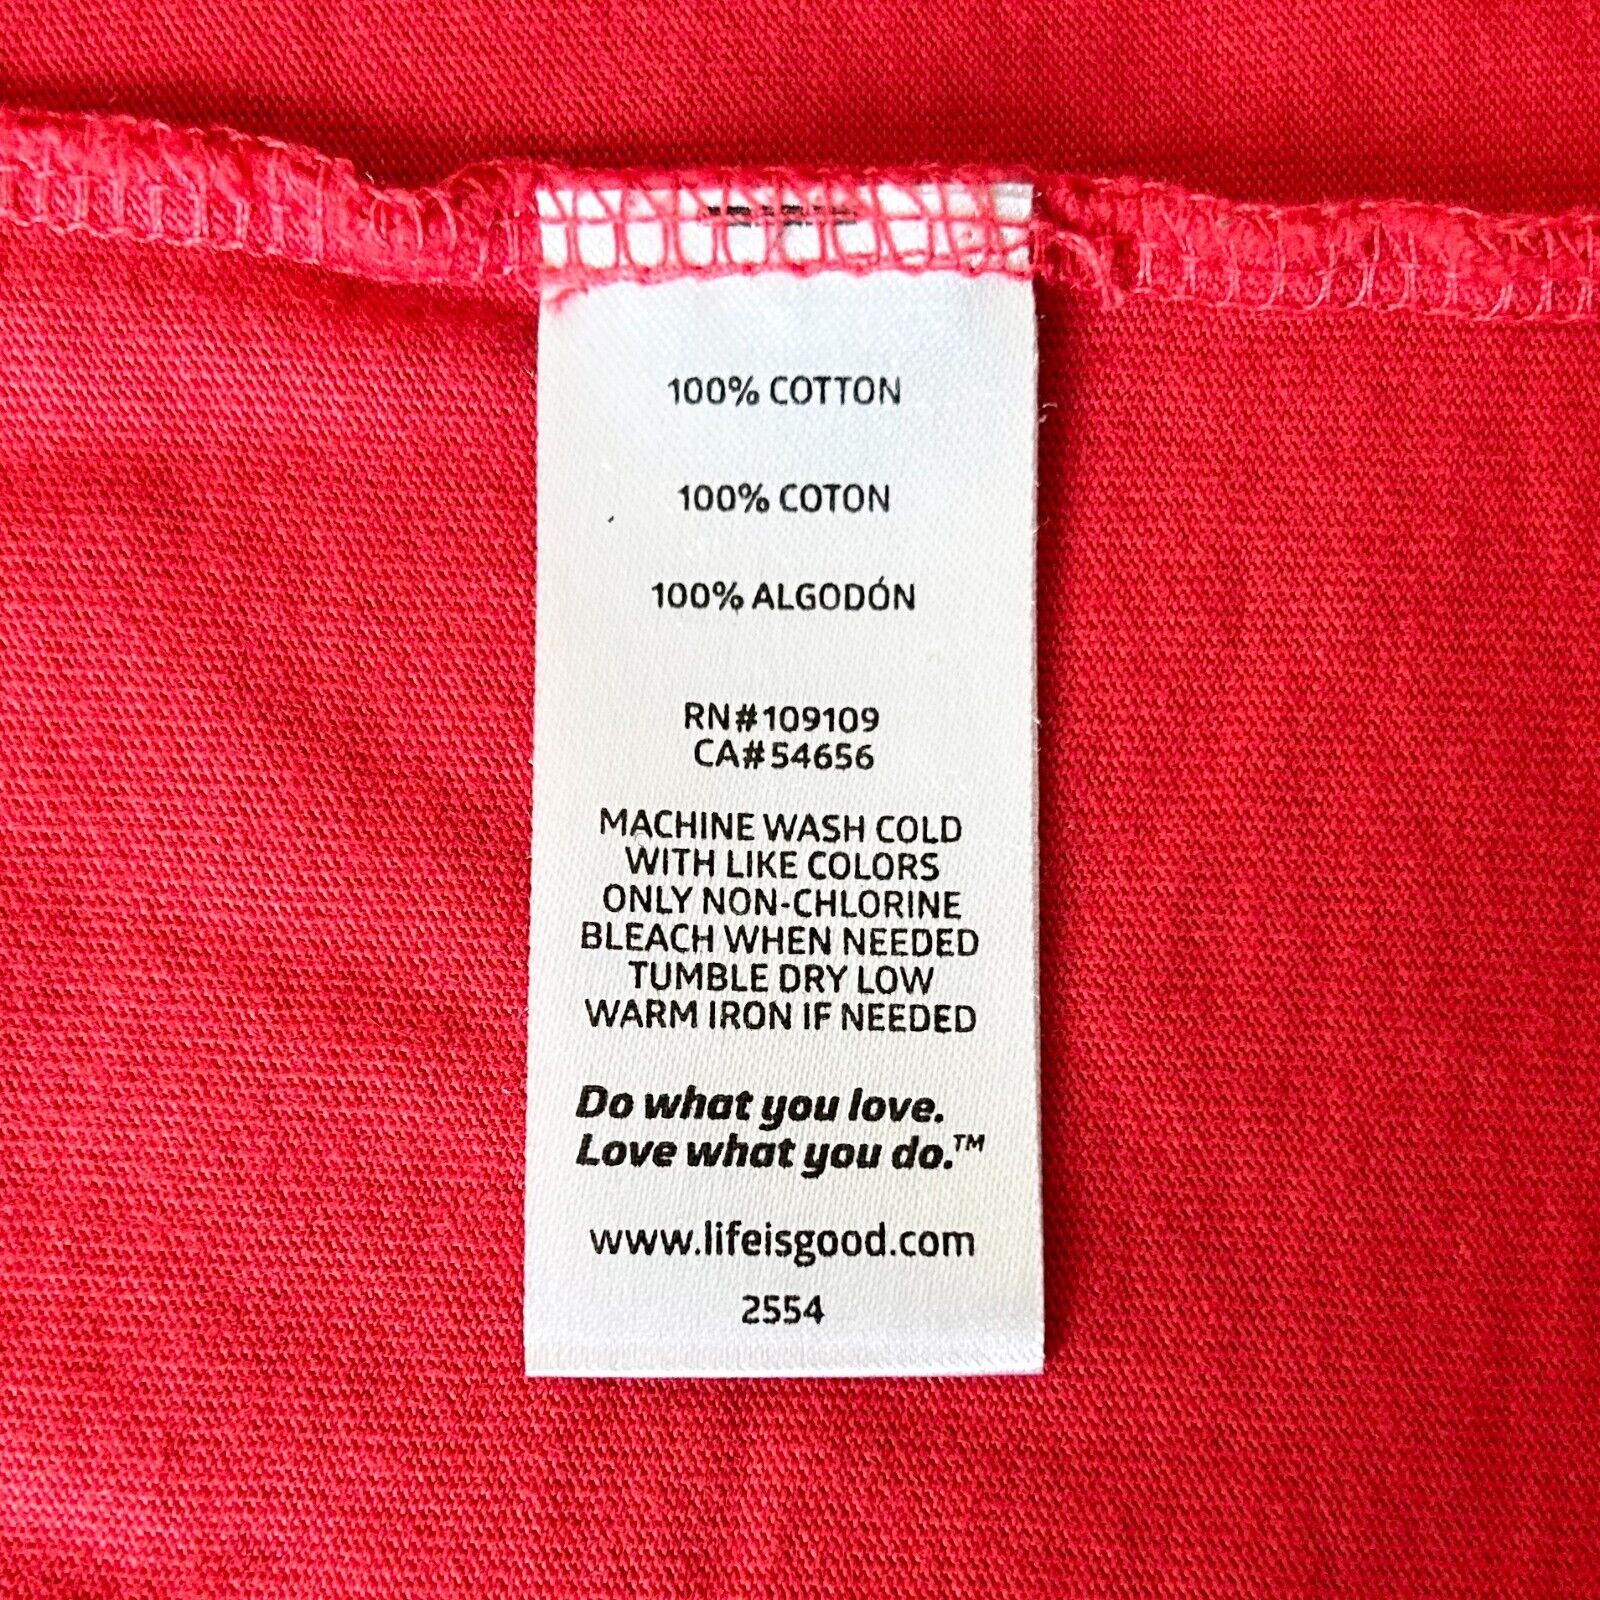 100% COTTON
100% COTON
100% ALGODÓN
RN#109109
CA#54656
MACHINE WASH COLD
WITH LIKE COLORS
ONLY NON-CHLORINE
BLEACH WHEN NEEDED
TUMBLE DRY LOW
WARM IRON IF NEEDED
Do what you love.
Love what you do.™
www.lifeisgood.com
2554